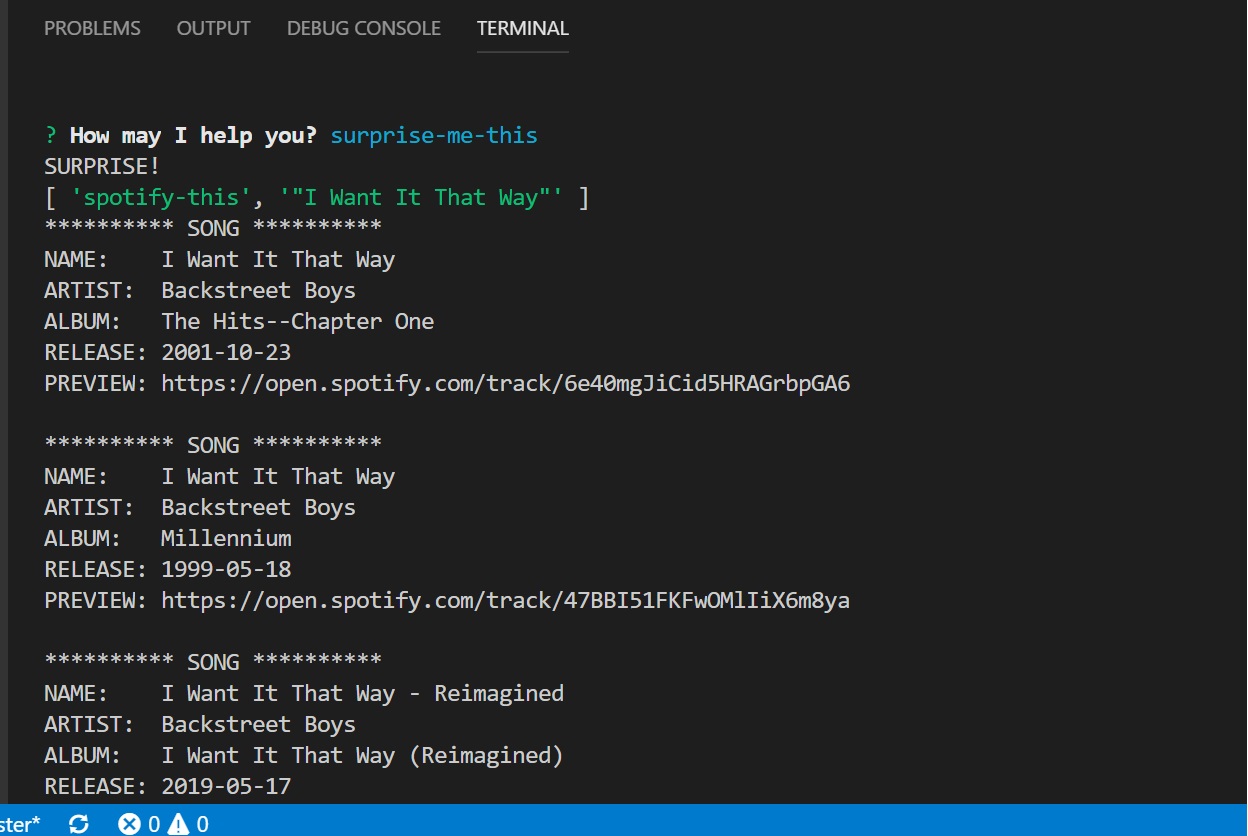 PROBLEMS OUTPUT DEBUG CONSOLE TERMINAL
? How may I help you? surprise-me-this
SURPRISE!
[ 'spotify-this', '"I Want It That Way"' ]
********** SONG **********
NAME: I Want It That Way
ARTIST: Backstreet Boys
ALBUM: The Hits--Chapter One
RELEASE: 2001-10-23
PREVIEW: https://open.spotify.com/track/6e40mgJiCid5HRAGrbpGA6
********** SONG **********
NAME: I Want It That Way
ARTIST: Backstreet Boys
ALBUM: Millennium
RELEASE: 1999-05-18
PREVIEW: https://open.spotify.com/track/47BBI51FKFwOMlIiX6m8ya
********** SONG **********
NAME: I Want It That Way - Reimagined
ARTIST: Backstreet Boys
ALBUM: I Want It That Way (Reimagined)
RELEASE: 2019-05-17
ster* 0 0